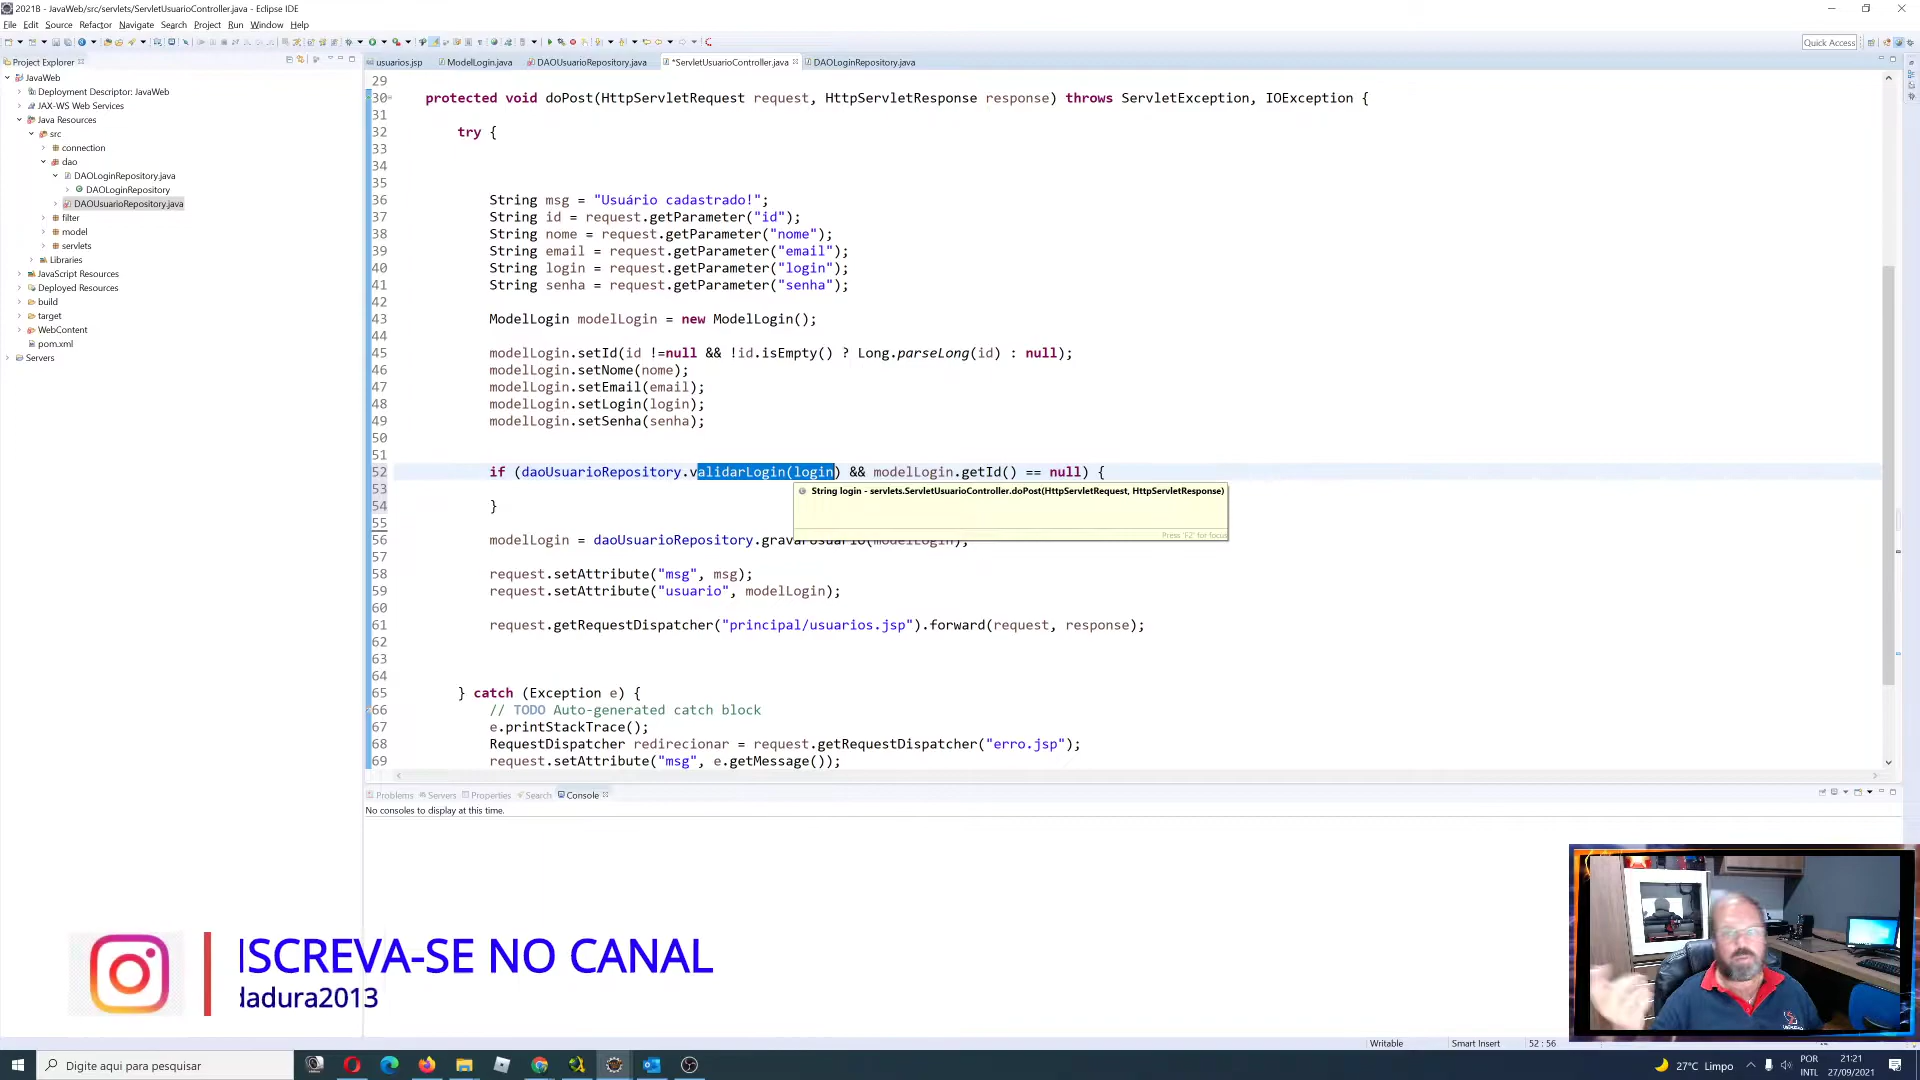 2021B - JavaWeb/src/servlets/ServletUsuarioController.java - Eclipse IDE
File Edit Source Refactor Navigate Search Project Run Window Help
Quick Access
Project Explorer
JavaWeb
Deployment Descriptor: JavaWeb
JAX-WS Web Services
Java Resources
src
connection
dao
DAOLoginRepository.java
DAOLoginRepository
DAOUsuarioRepository.java
filter
model
servlets
Libraries
JavaScript Resources
Deployed Resources
build
target
WebContent
pom.xml
Servers
usuarios.jsp ModelLogin.java DAOUsuarioRepository.java *ServletUsuarioController.java DAOLoginRepository.java
29
30 protected void doPost(HttpServletRequest request, HttpServletResponse response) throws ServletException, IOException {
31
32 try {
33
34
35
36 String msg = "Usuário cadastrado!";
37 String id = request.getParameter("id");
38 String nome = request.getParameter("nome");
39 String email = request.getParameter("email");
40 String login = request.getParameter("login");
41 String senha = request.getParameter("senha");
42
43 ModelLogin modelLogin = new ModelLogin();
44
45 modelLogin.setId(id !=null && !id.isEmpty() ? Long.parseLong(id) : null);
46 modelLogin.setNome(nome);
47 modelLogin.setEmail(email);
48 modelLogin.setLogin(login);
49 modelLogin.setSenha(senha);
50
51
52 if (daoUsuarioRepository.validarLogin(login) && modelLogin.getId() == null) {
53
String login - servlets.ServletUsuarioController.doPost(HttpServletRequest, HttpServletResponse)
54 }
55
Press 'F2' for focus
56 modelLogin = daoUsuarioRepository.gravarUsuario(modelLogin);
57
58 request.setAttribute("msg", msg);
59 request.setAttribute("usuario", modelLogin);
60
61 request.getRequestDispatcher("principal/usuarios.jsp").forward(request, response);
62
63
64
65 } catch (Exception e) {
66 // TODO Auto-generated catch block
67 e.printStackTrace();
68 RequestDispatcher redirecionar = request.getRequestDispatcher("erro.jsp");
69 request.setAttribute("msg", e.getMessage());
Problems Servers Properties Search Console
No consoles to display at this time.
ISCREVA-SE NO CANAL
dadura2013
Writable Smart Insert 52 : 56
Digite aqui para pesquisar
27°C Limpo
POR
INTL
21:21
27/09/2021